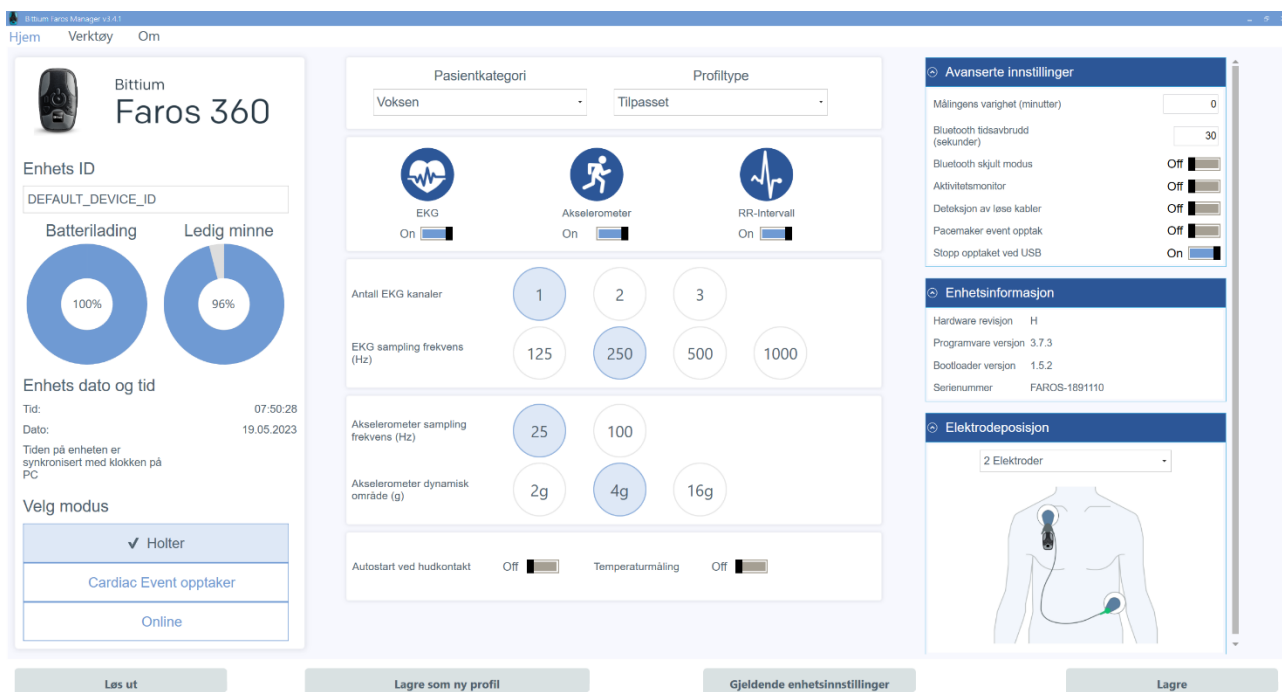 Bittium Faros Manager v3.4.1
Hjem Verktøy Om
Bittium
Faros 360
Enhets ID
DEFAULT_DEVICE_ID
Batterilading Ledig minne
100% 96%
Enhets dato og tid
Tid: 07:50:28
Dato: 19.05.2023
Tiden på enheten er
synkronisert med klokken på
PC
Velg modus
✔ Holter
Cardiac Event opptaker
Online
Pasientkategori Profiltype
Voksen Tilpasset
EKG Akselerometer RR-Intervall
On On On
Antall EKG kanaler 1 2 3
EKG sampling frekvens
(Hz) 125 250 500 1000
Akselerometer sampling
frekvens (Hz) 25 100
Akselerometer dynamisk
område (g) 2g 4g 16g
Autostart ved hudkontakt Off Temperaturmåling Off
Avanserte innstillinger
Målingens varighet (minutter) 0
Bluetooth tidsavbrudd
(sekunder) 30
Bluetooth skjult modus Off
Aktivitetsmonitor Off
Deteksjon av løse kabler Off
Pacemaker event opptak Off
Stopp opptaket ved USB On
Enhetsinformasjon
Hardware revisjon H
Programvare versjon 3.7.3
Bootloader versjon 1.5.2
Serienummer FAROS-1891110
Elektrodeposisjon
2 Elektroder
Løs ut Lagre som ny profil Gjeldende enhetsinnstillinger Lagre